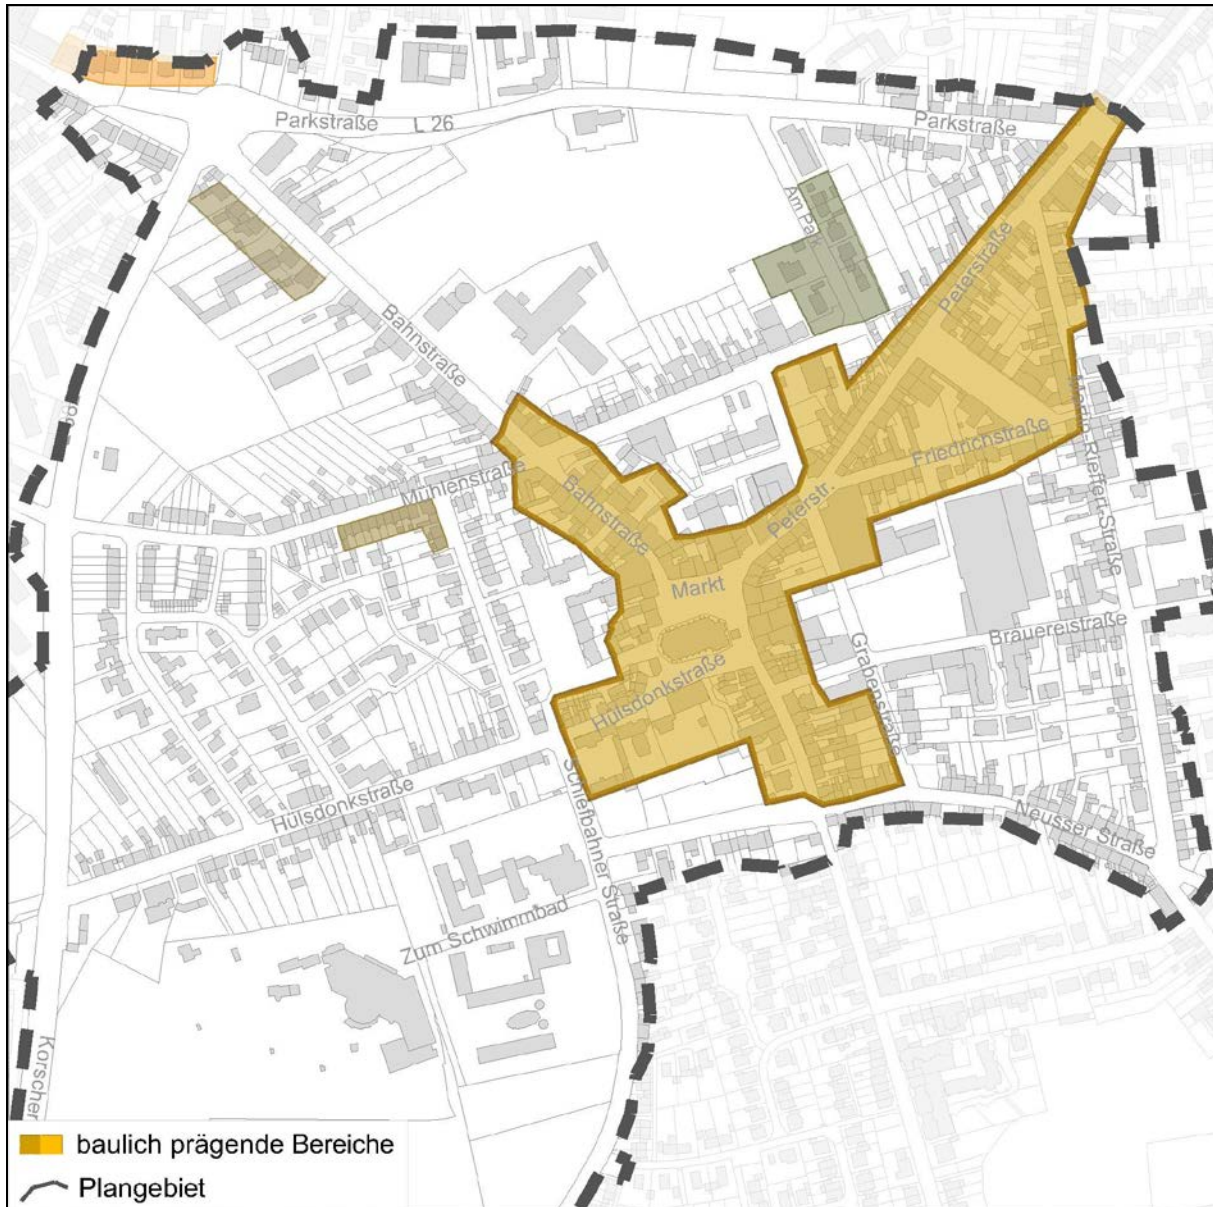 Parkstraße
L 26
Parkstraße
Am Park
Peterstraße
Bahnstraße
Friedrichstraße
Mühlenstraße
Bahnstraße
Peterstr.
Markt
Brauereistraße
Grabenstraße
Hülsdonkstraße
Hülsdonkstraße
Schiefbahner Straße
Neusser Straße
Zum Schwimmbad
baulich prägende Bereiche
Plangebiet